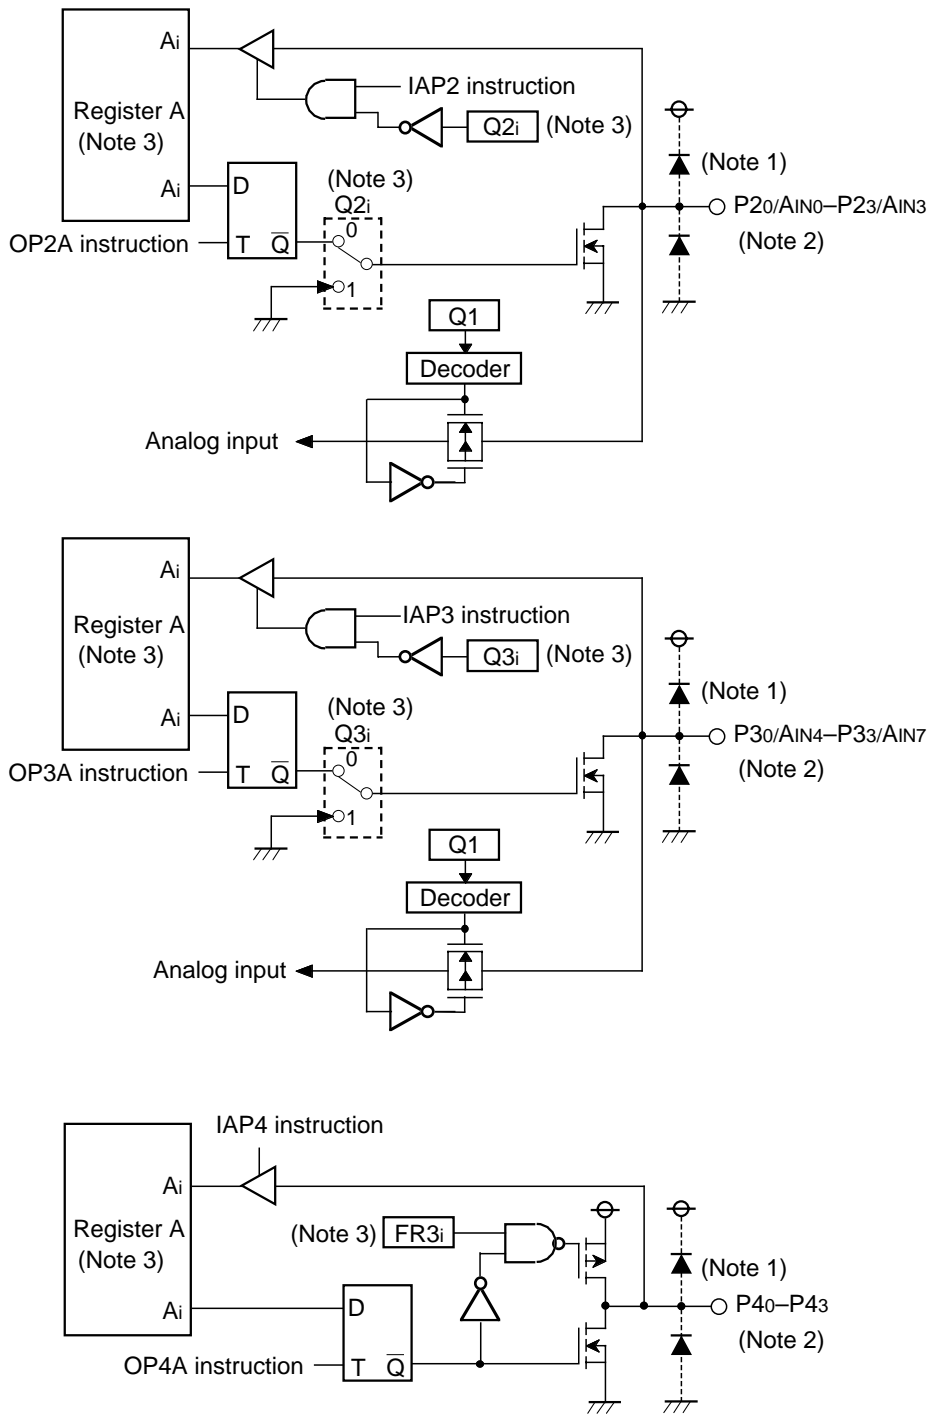 Ai
IAP2 instruction
Register A
(Note 3)
Q2i
(Note 3)
(Note 1)
Ai
D
(Note 3)
Q2i
0
P20/AIN0–P23/AIN3
OP2A instruction
T
Q̅
(Note 2)
1
Q1
Decoder
Analog input
Ai
IAP3 instruction
Register A
(Note 3)
Q3i
(Note 3)
(Note 1)
Ai
D
(Note 3)
Q3i
0
P30/AIN4–P33/AIN7
OP3A instruction
T
Q̅
(Note 2)
1
Q1
Decoder
Analog input
IAP4 instruction
Ai
Register A
(Note 3)
(Note 3)
FR3i
(Note 1)
Ai
D
P40–P43
(Note 2)
OP4A instruction
T
Q̅